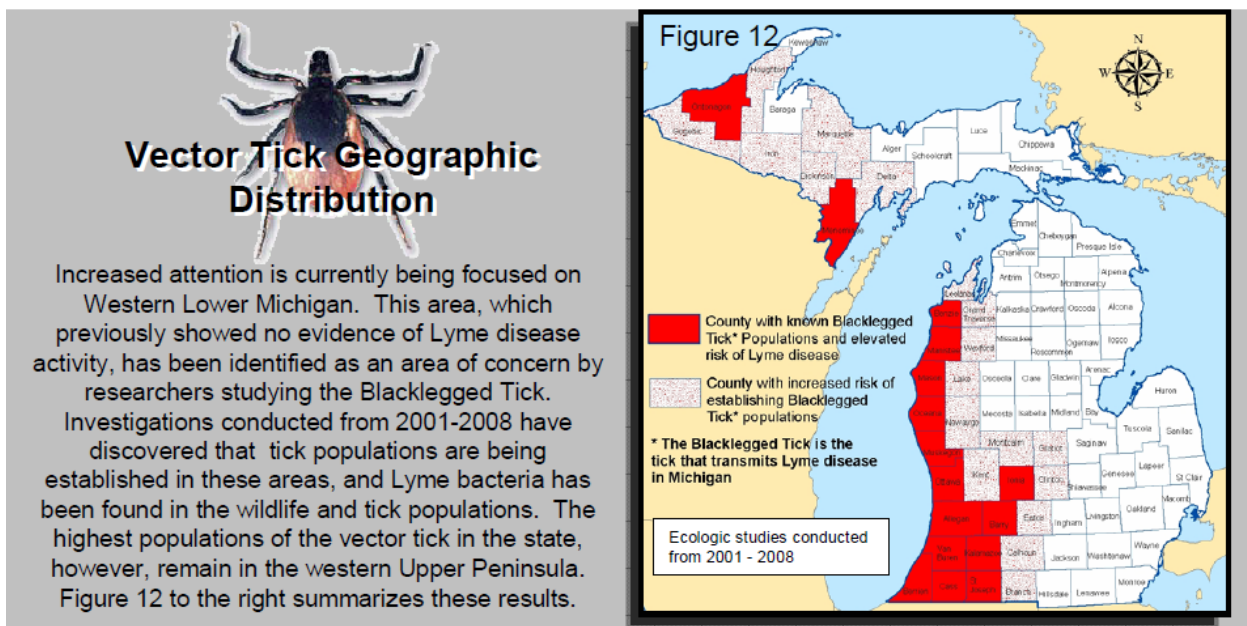 Vector Tick Geographic
Distribution
Increased attention is currently being focused on
Western Lower Michigan. This area, which
previously showed no evidence of Lyme disease
activity, has been identified as an area of concern by
researchers studying the Blacklegged Tick.
Investigations conducted from 2001-2008 have
discovered that tick populations are being
established in these areas, and Lyme bacteria has
been found in the wildlife and tick populations. The
highest populations of the vector tick in the state,
however, remain in the western Upper Peninsula.
Figure 12 to the right summarizes these results.
Figure 12
N
W E
S
Keweenaw
Houghton
Ontonagon
Baraga
Gogebic
Marquette
Iron
Alger
Luce
Schoolcraft
Chippewa
Mackinac
Dickinson
Delta
Menominee
Emmet
Cheboygan
Presque Isle
Charlevoix
Antrim
Otsego
Montmorency
Alpena
Leelanau
Benzie
Grand
Traverse
Kalkaska
Crawford
Oscoda
Alcona
Manistee
Wexford
Missaukee
Roscommon
Ogemaw
Iosco
Lake
Osceola
Clare
Gladwin
Arenac
Huron
Oceana
Newaygo
Mecosta
Isabella
Midland
Bay
Tuscola
Sanilac
Muskegon
Montcalm
Gratiot
Saginaw
Ottawa
Kent
Ionia
Clinton
Shiawassee
Genesee
Lapeer
St Clair
Allegan
Barry
Eaton
Ingham
Livingston
Oakland
Macomb
Van
Buren
Kalamazoo
Calhoun
Jackson
Washtenaw
Wayne
Berrien
Cass
St
Joseph
Branch
Hillsdale
Lenawee
Monroe
County with known Blacklegged
Tick* Populations and elevated
risk of Lyme disease
County with increased risk of
establishing Blacklegged
Tick* populations
* The Blacklegged Tick is the
tick that transmits Lyme disease
in Michigan
Ecologic studies conducted
from 2001 - 2008